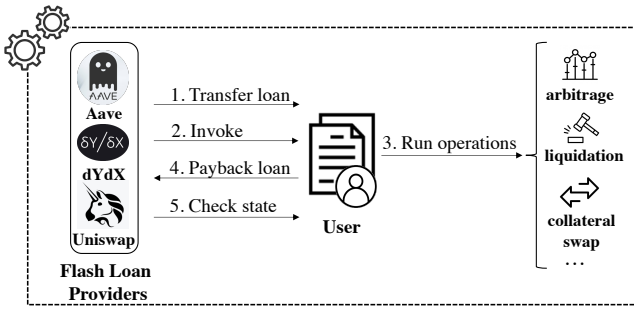 AAVE
Aave
δY/δX
dYdX
Uniswap
Flash Loan
Providers
1. Transfer loan
2. Invoke
4. Payback loan
5. Check state
User
3. Run operations
arbitrage
liquidation
collateral
swap
...